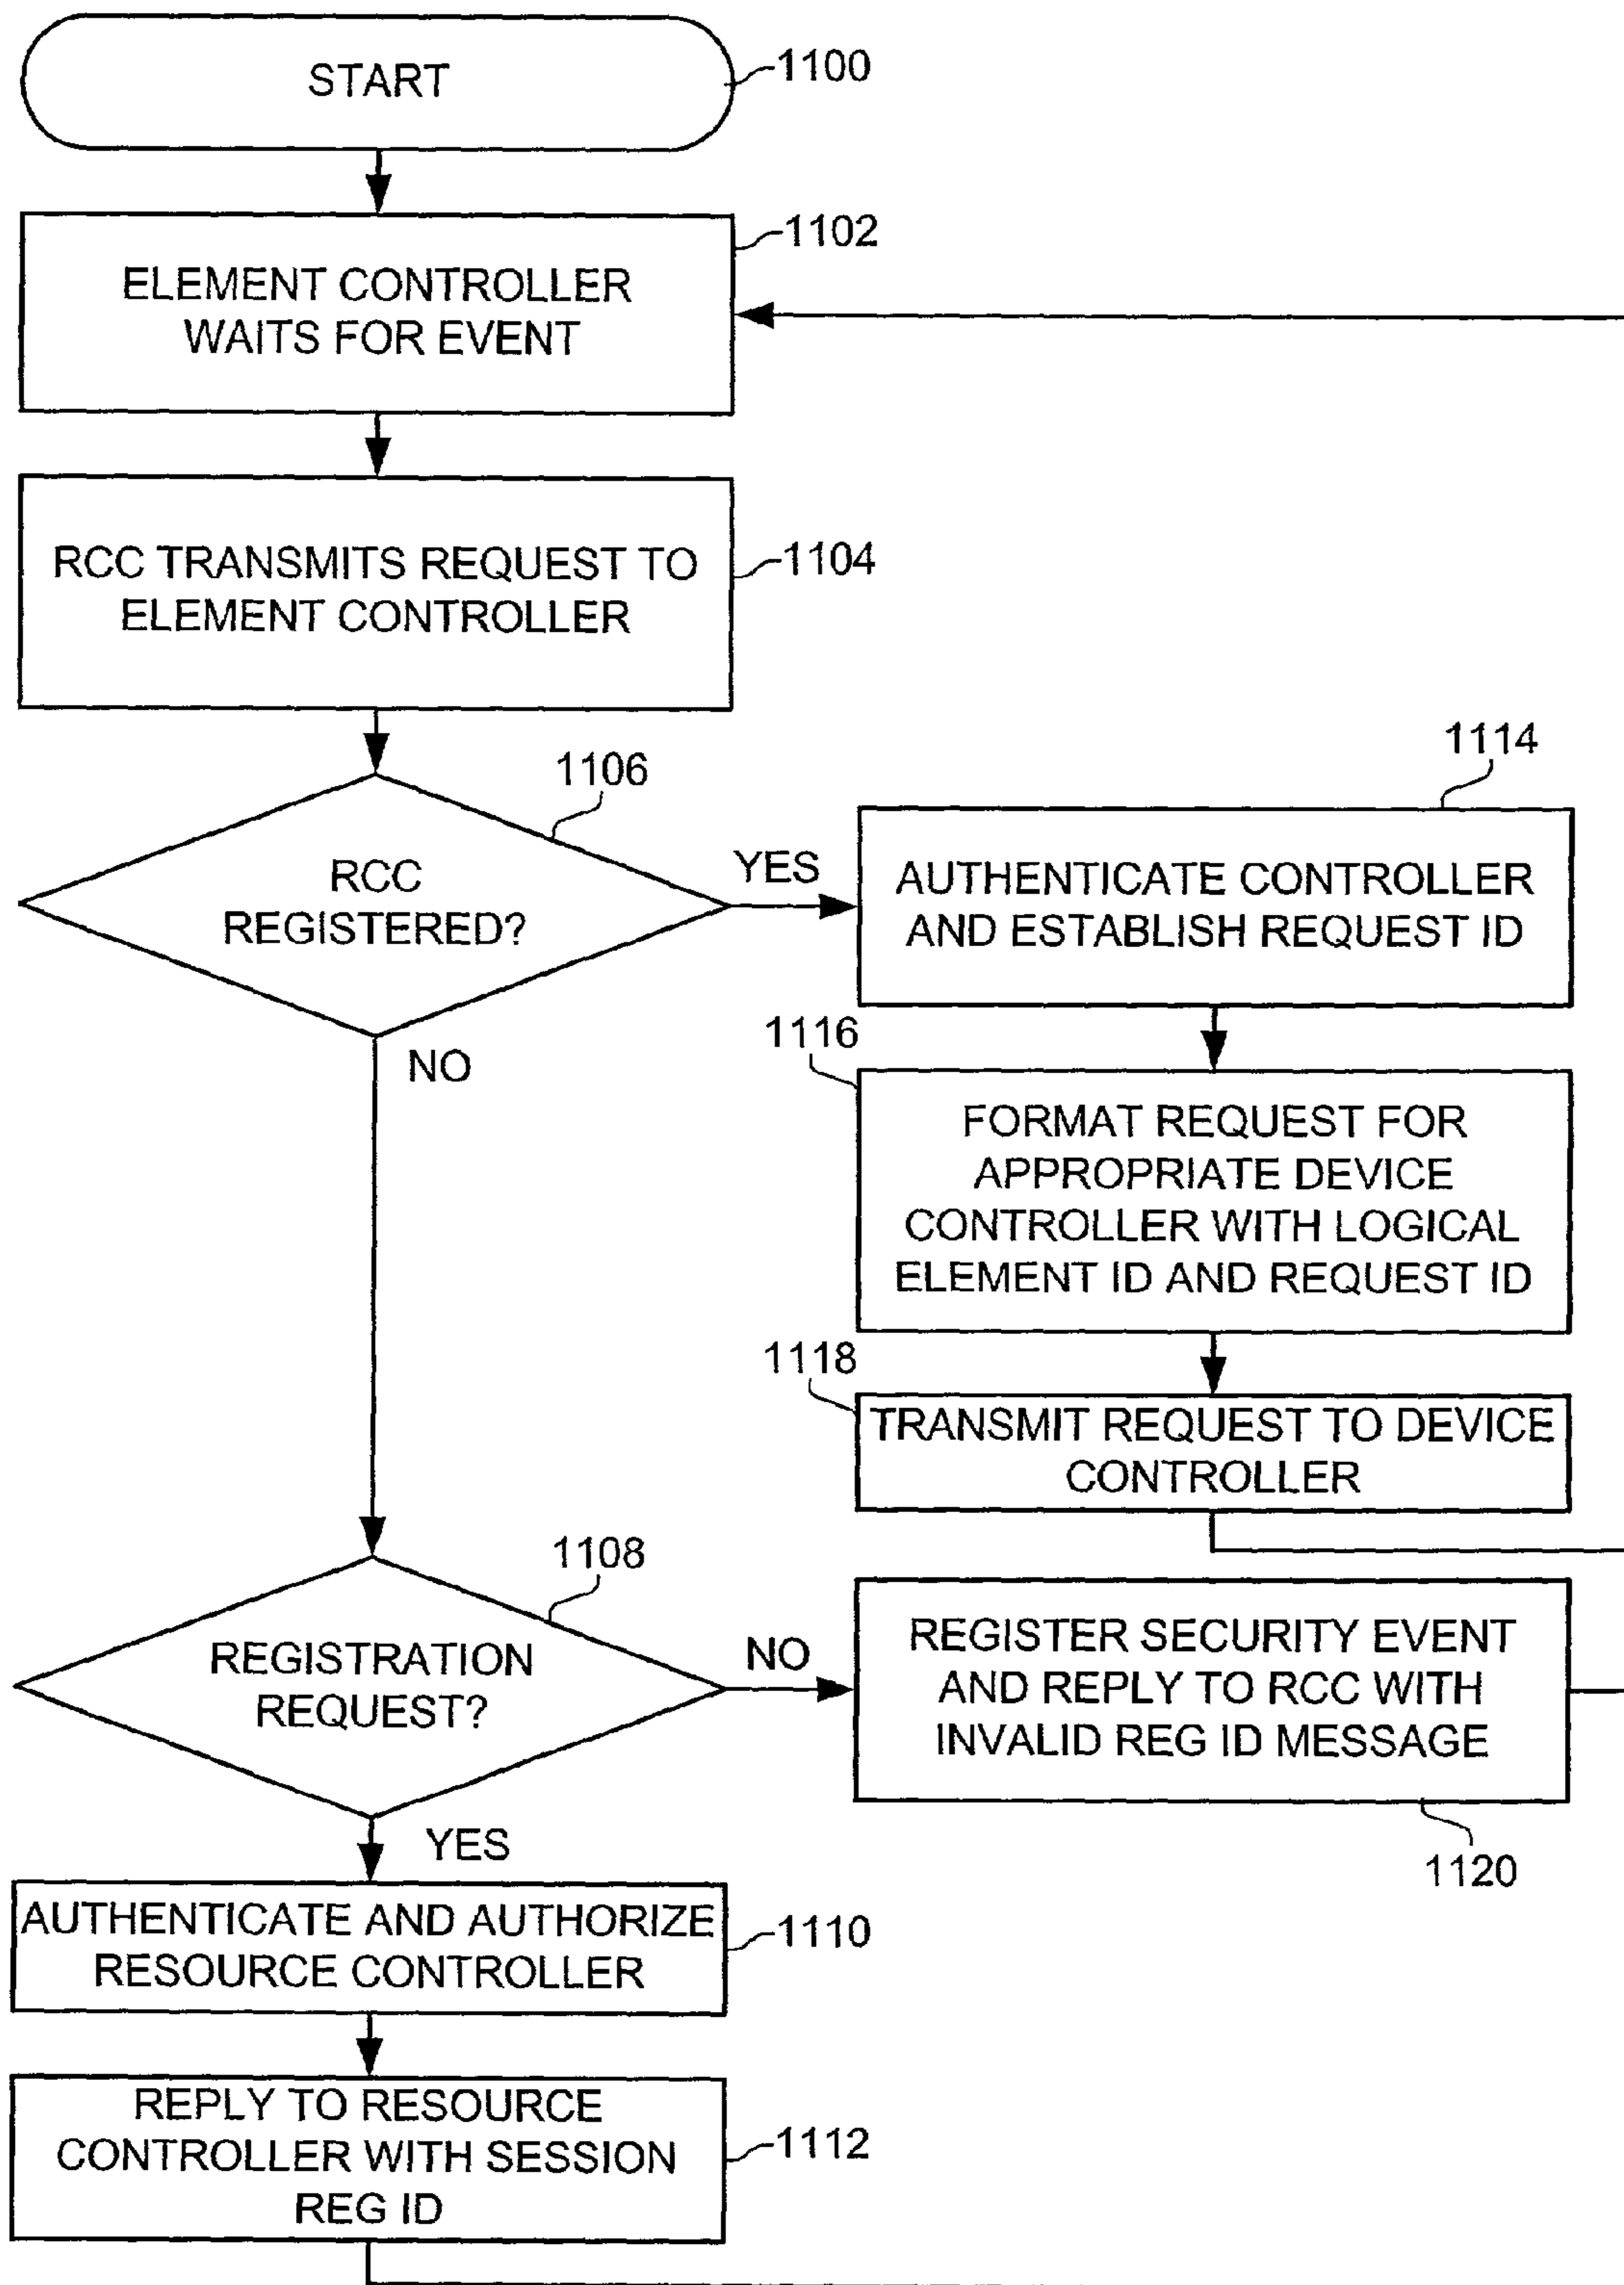 START
1100
1102
ELEMENT CONTROLLER
WAITS FOR EVENT
RCC TRANSMITS REQUEST TO
ELEMENT CONTROLLER
1104
1106
RCC
REGISTERED?
YES
NO
1114
AUTHENTICATE CONTROLLER
AND ESTABLISH REQUEST ID
1116
FORMAT REQUEST FOR
APPROPRIATE DEVICE
CONTROLLER WITH LOGICAL
ELEMENT ID AND REQUEST ID
1118
TRANSMIT REQUEST TO DEVICE
CONTROLLER
1108
REGISTRATION
REQUEST?
NO
YES
REGISTER SECURITY EVENT
AND REPLY TO RCC WITH
INVALID REG ID MESSAGE
1120
AUTHENTICATE AND AUTHORIZE
RESOURCE CONTROLLER
1110
REPLY TO RESOURCE
CONTROLLER WITH SESSION
REG ID
1112